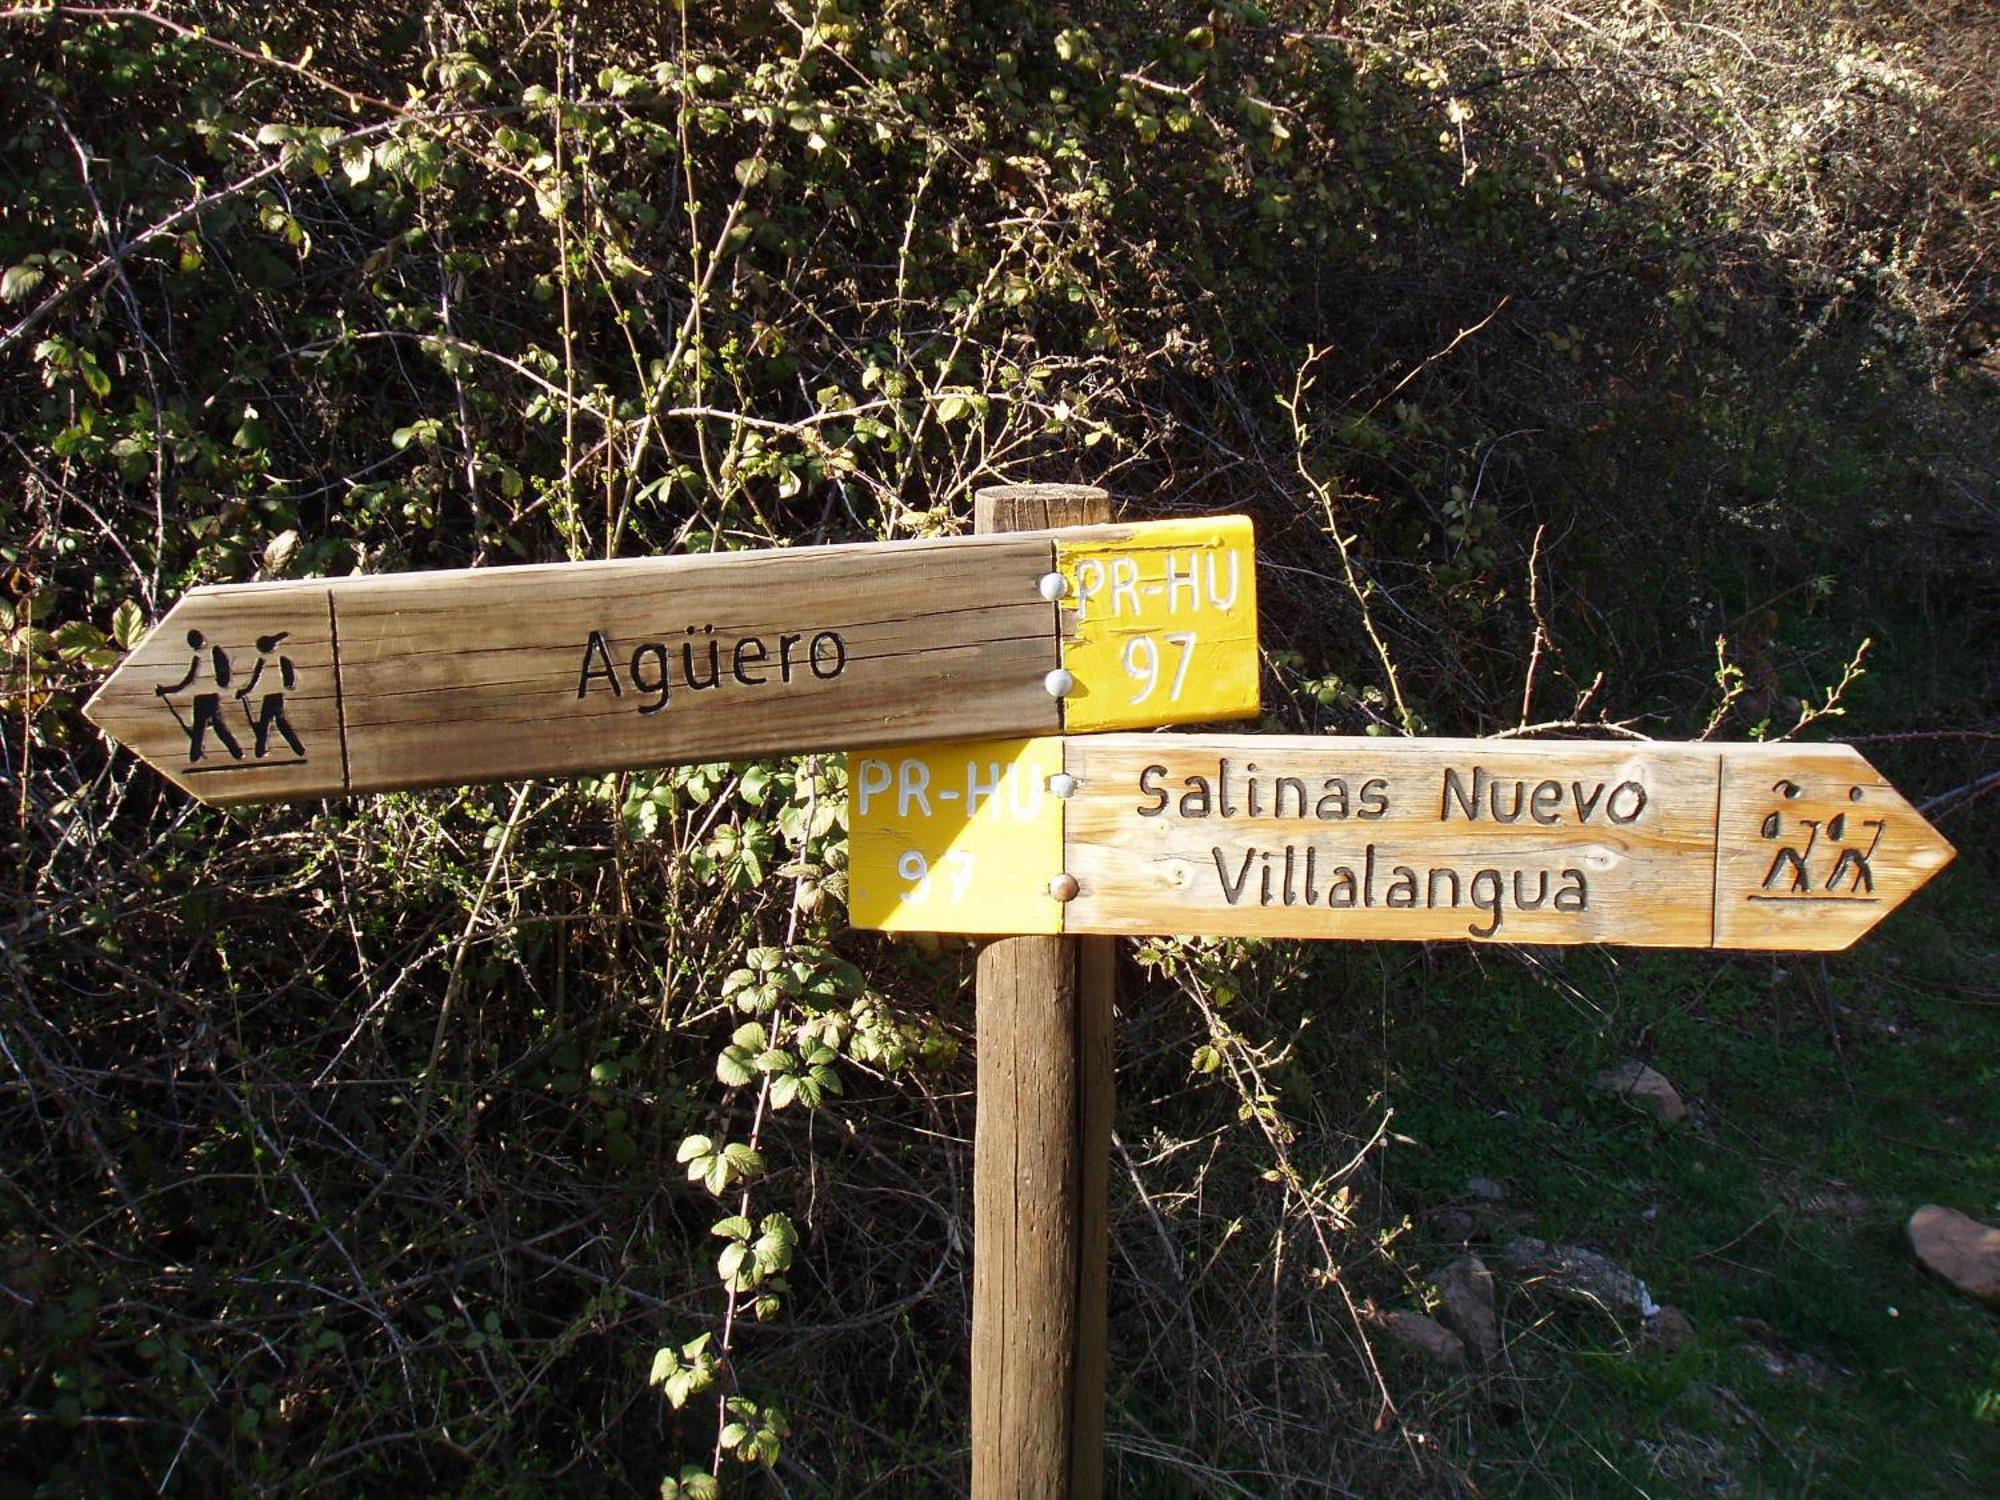 Agüero
PR-HU
97
PR-HU
97
Salinas Nuevo
Villalangua